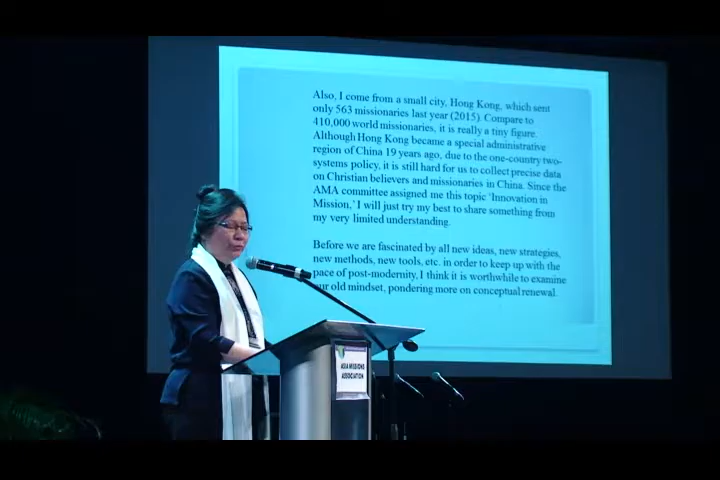 Also, I come from a small city, Hong Kong, which sent
only 563 missionaries last year (2015). Compare to
410,000 world missionaries, it is really a tiny figure.
Although Hong Kong became a special administrative
region of China 19 years ago, due to the one-country two-
systems policy, it is still hard for us to collect precise data
on Christian believers and missionaries in China. Since the
AMA committee assigned me this topic 'Innovation in
Mission,' I will just try my best to share something from
my very limited understanding.
Before we are fascinated by all new ideas, new strategies,
new methods, new tools, etc. in order to keep up with the
pace of post-modernity, I think it is worthwhile to examine
our old mindset, pondering more on conceptual renewal.
ASIA MISSIONS
ASSOCIATION